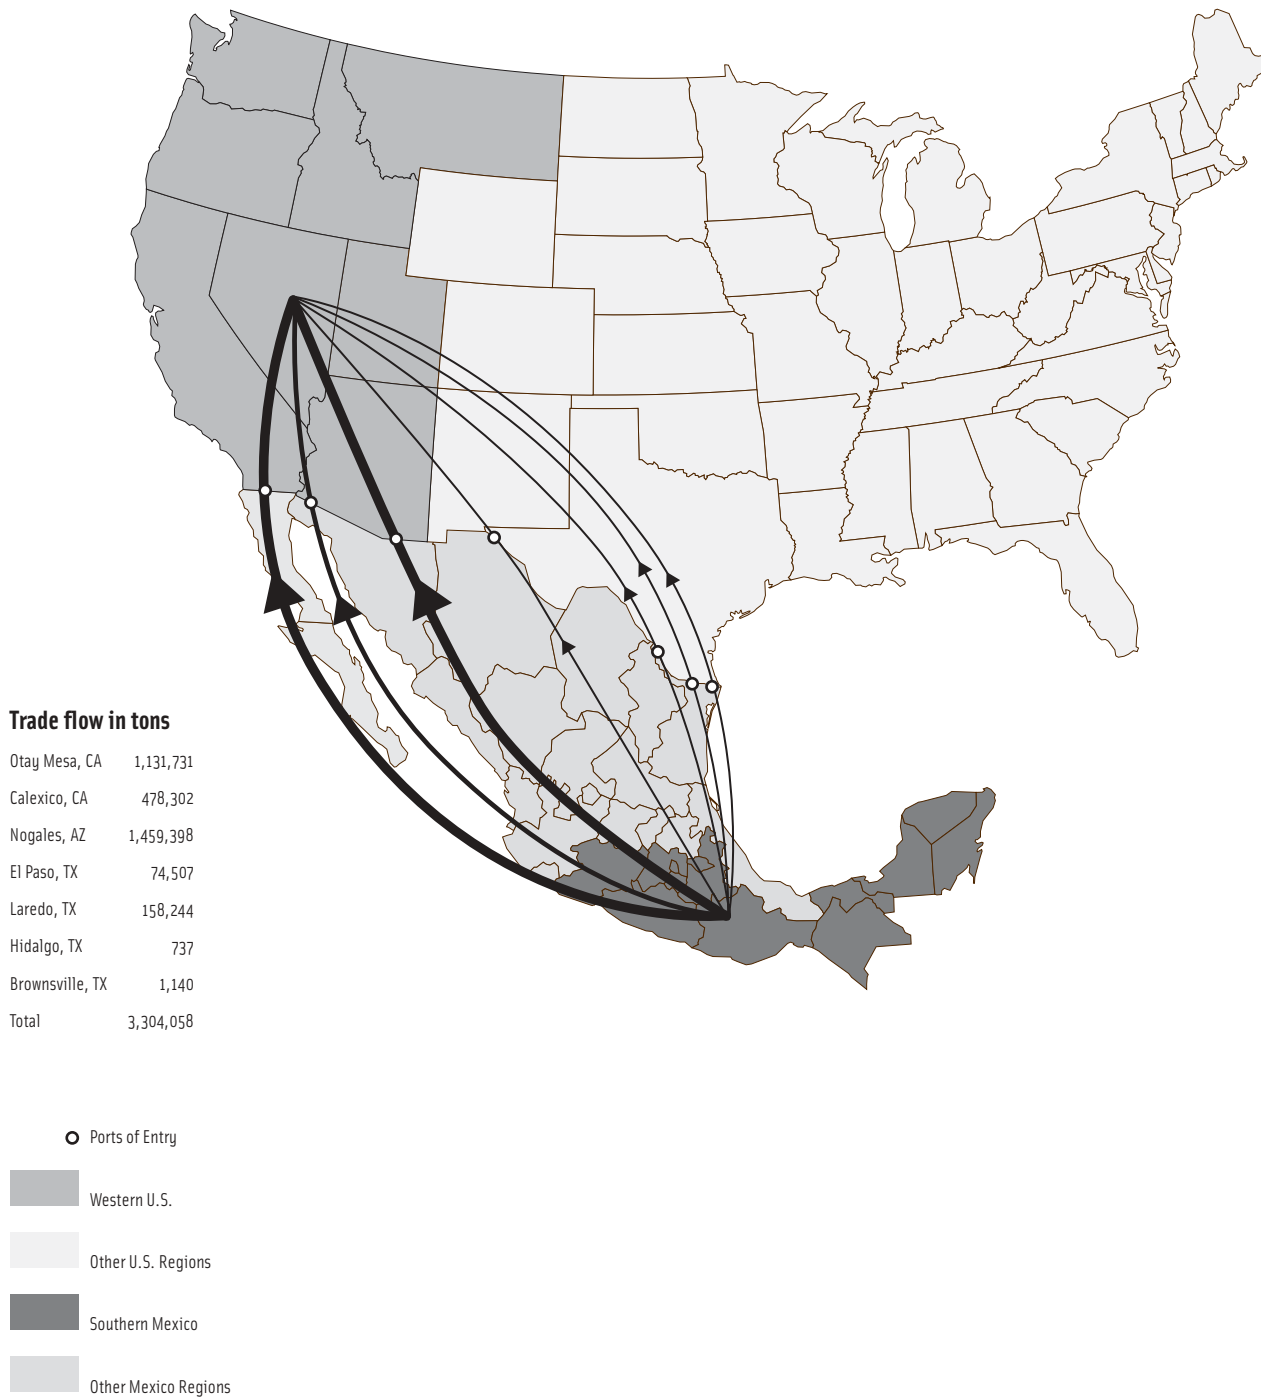 Trade flow in tons
Otay Mesa, CA 1,131,731
Calexico, CA 478,302
Nogales, AZ 1,459,398
El Paso, TX 74,507
Laredo, TX 158,244
Hidalgo, TX 737
Brownsville, TX 1,140
Total 3,304,058
Ports of Entry
Western U.S.
Other U.S. Regions
Southern Mexico
Other Mexico Regions